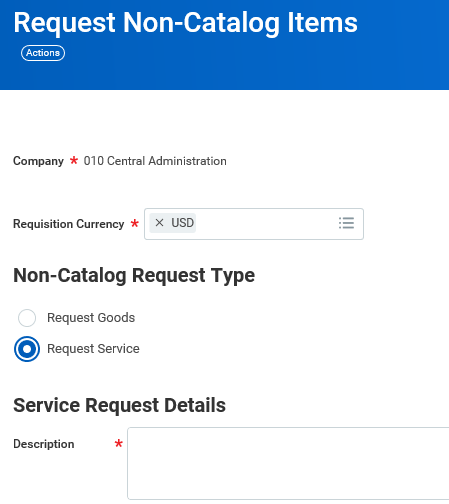 Request Non-Catalog Items
Actions
Company * 010 Central Administration
Requisition Currency * × USD
Non-Catalog Request Type
Request Goods
Request Service
Service Request Details
Description *